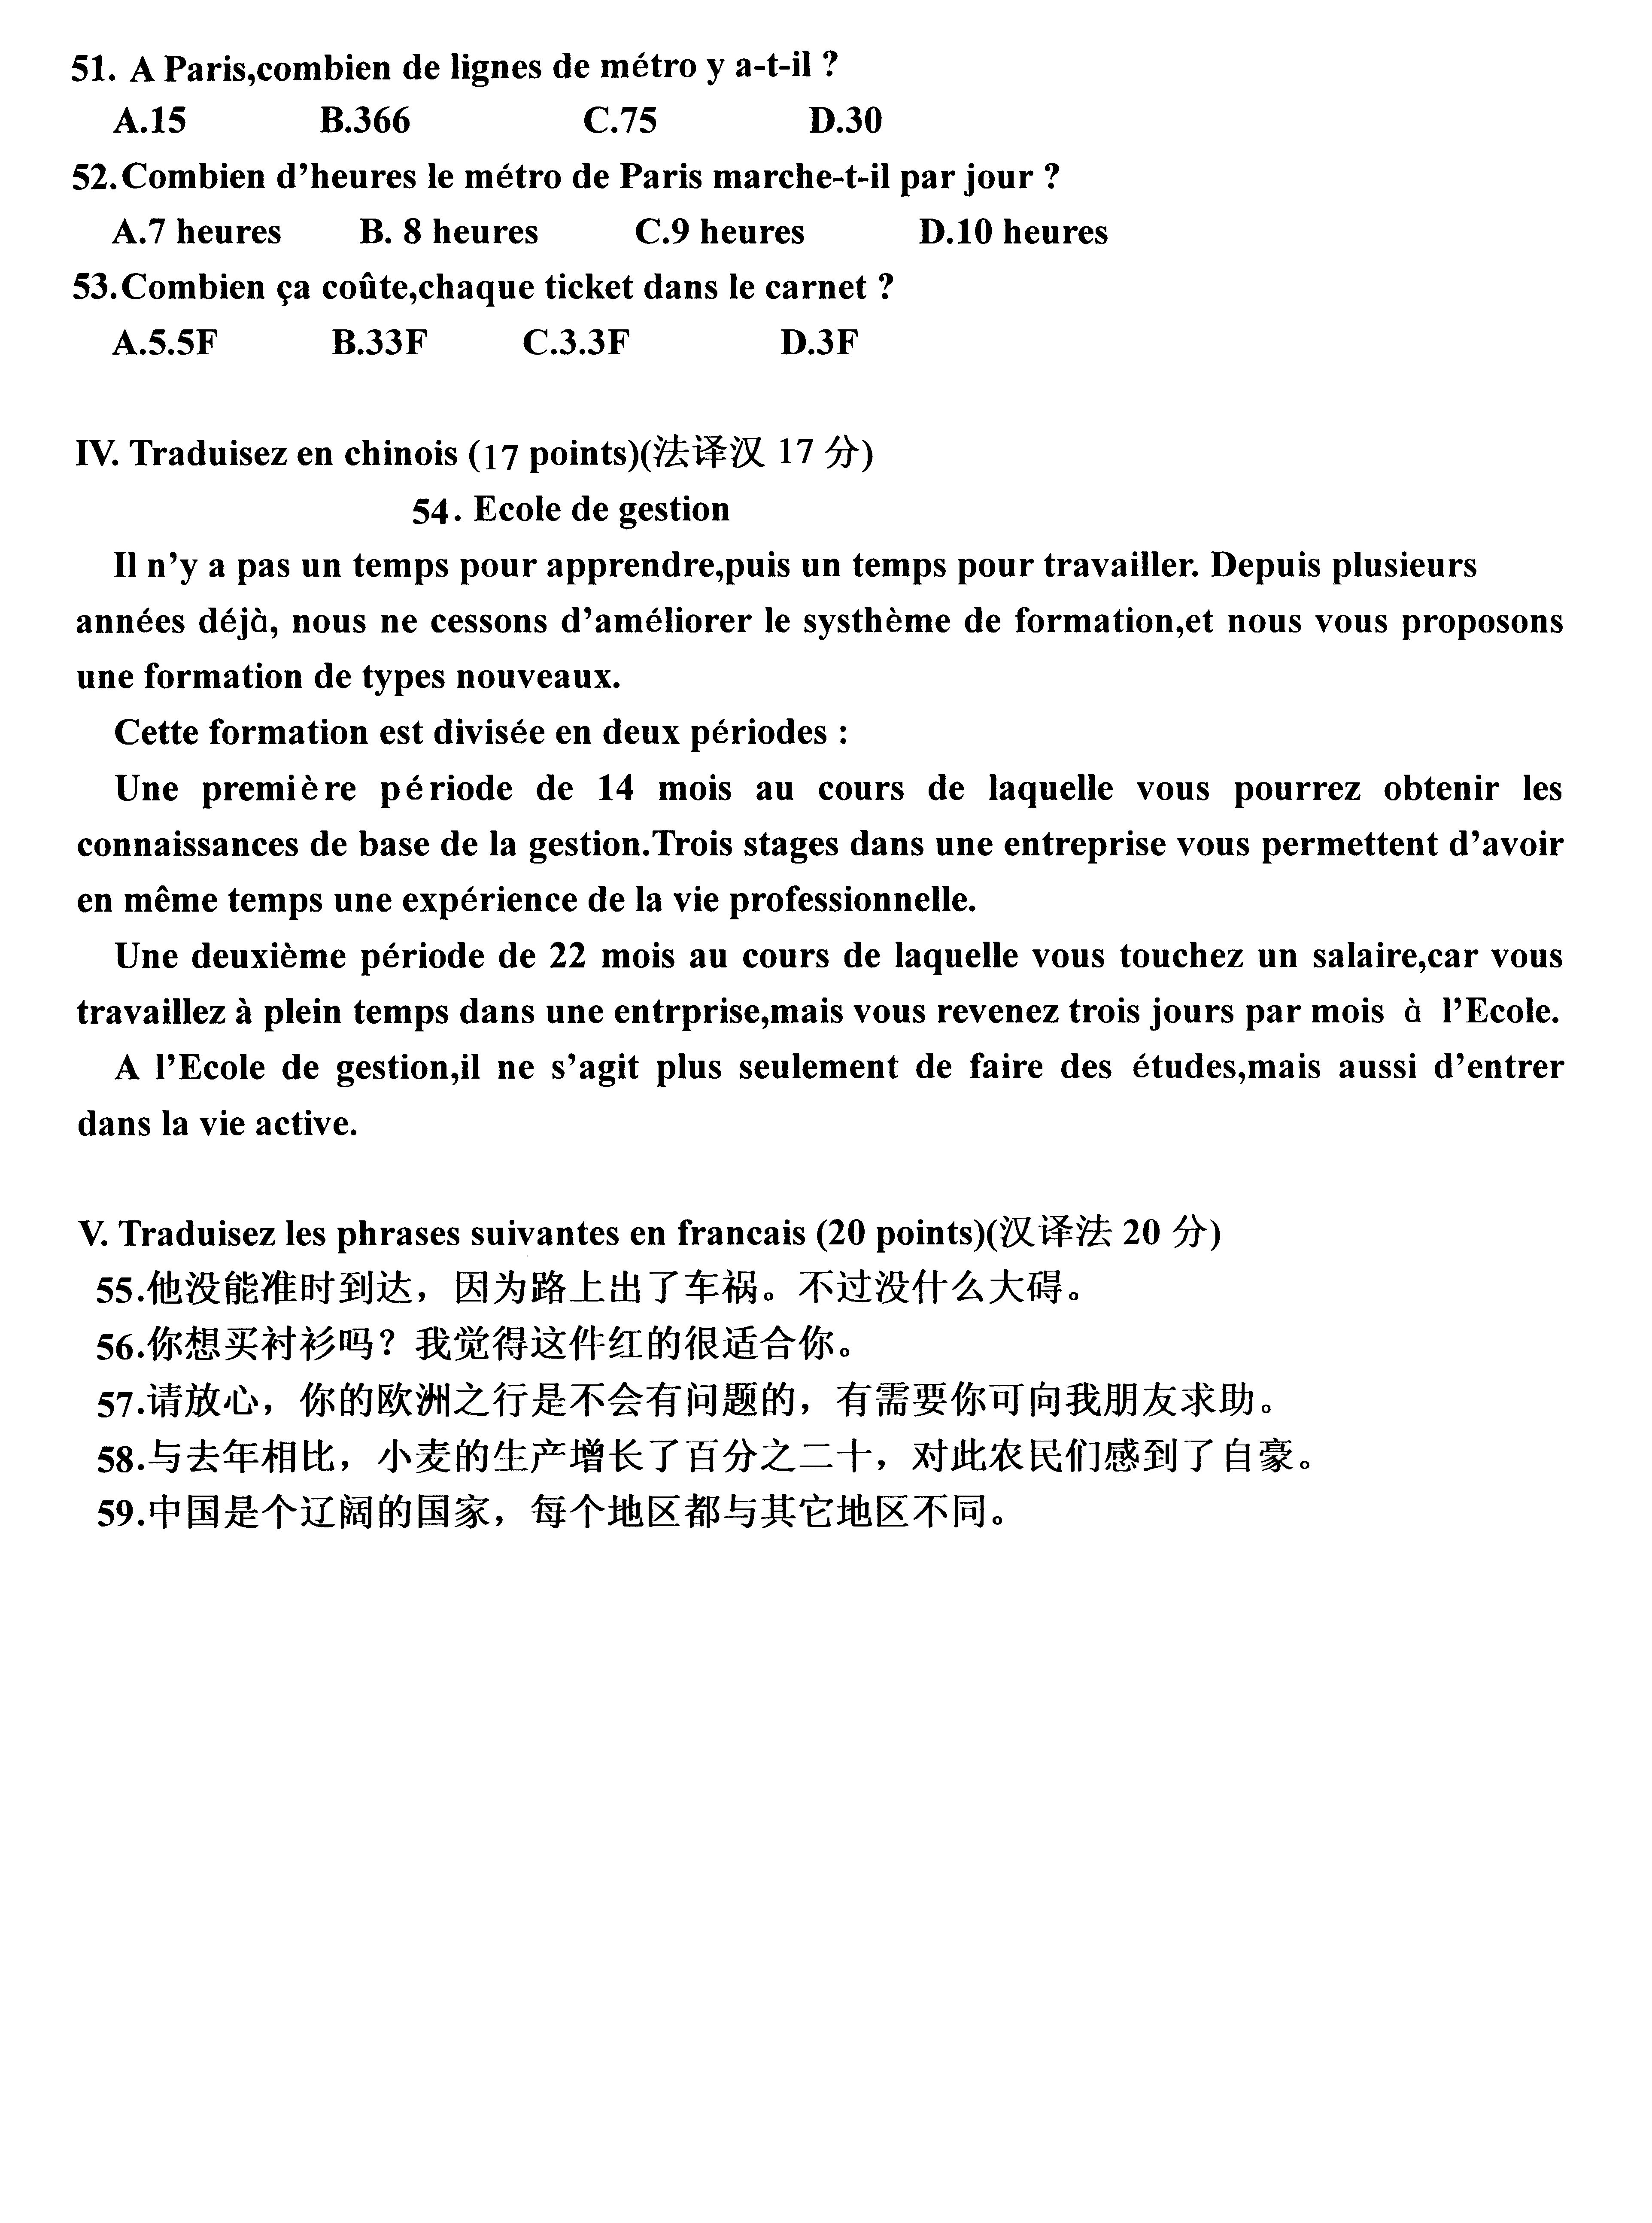 51. A Paris,combien de lignes de métro y a-t-il ?
A.15 B.366 C.75 D.30
52.Combien d’heures le métro de Paris marche-t-il par jour ?
A.7 heures B. 8 heures C.9 heures D.10 heures
53.Combien ça coûte,chaque ticket dans le carnet ?
A.5.5F B.33F C.3.3F D.3F
IV. Traduisez en chinois (17 points)(法译汉 17 分)
54. Ecole de gestion
Il n’y a pas un temps pour apprendre,puis un temps pour travailler. Depuis plusieurs
années déjà, nous ne cessons d’améliorer le systhème de formation,et nous vous proposons
une formation de types nouveaux.
Cette formation est divisée en deux périodes :
Une première période de 14 mois au cours de laquelle vous pourrez obtenir les
connaissances de base de la gestion.Trois stages dans une entreprise vous permettent d’avoir
en même temps une expérience de la vie professionnelle.
Une deuxième période de 22 mois au cours de laquelle vous touchez un salaire,car vous
travaillez à plein temps dans une entrprise,mais vous revenez trois jours par mois à l’Ecole.
A l’Ecole de gestion,il ne s’agit plus seulement de faire des études,mais aussi d’entrer
dans la vie active.
V. Traduisez les phrases suivantes en francais (20 points)(汉译法 20 分)
55.他没能准时到达，因为路上出了车祸。不过没什么大碍。
56.你想买衬衫吗？我觉得这件红的很适合你。
57.请放心，你的欧洲之行是不会有问题的，有需要你可向我朋友求助。
58.与去年相比，小麦的生产增长了百分之二十，对此农民们感到了自豪。
59.中国是个辽阔的国家，每个地区都与其它地区不同。